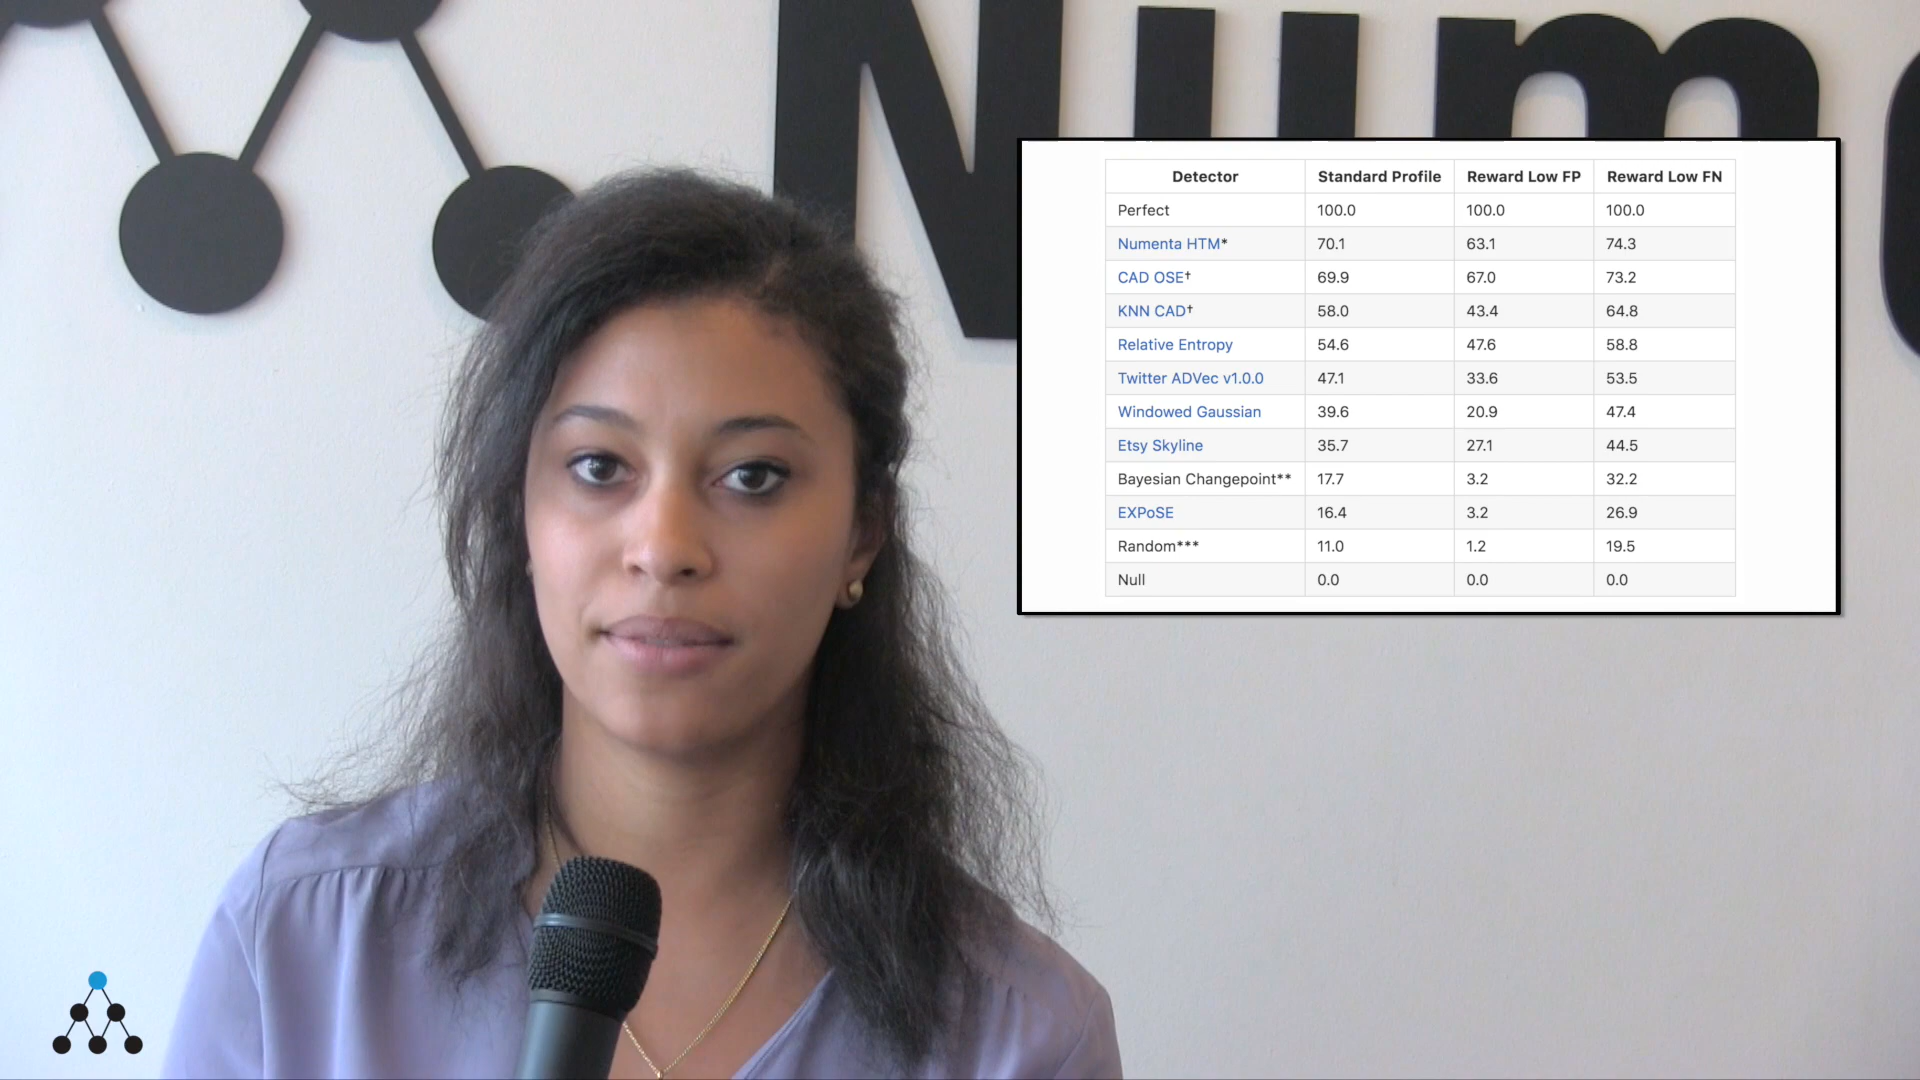 Num
Detector Standard Profile Reward Low FP Reward Low FN
Perfect 100.0 100.0 100.0
Numenta HTM* 70.1 63.1 74.3
CAD OSE† 69.9 67.0 73.2
KNN CAD† 58.0 43.4 64.8
Relative Entropy 54.6 47.6 58.8
Twitter ADVec v1.0.0 47.1 33.6 53.5
Windowed Gaussian 39.6 20.9 47.4
Etsy Skyline 35.7 27.1 44.5
Bayesian Changepoint** 17.7 3.2 32.2
EXPoSE 16.4 3.2 26.9
Random*** 11.0 1.2 19.5
Null 0.0 0.0 0.0